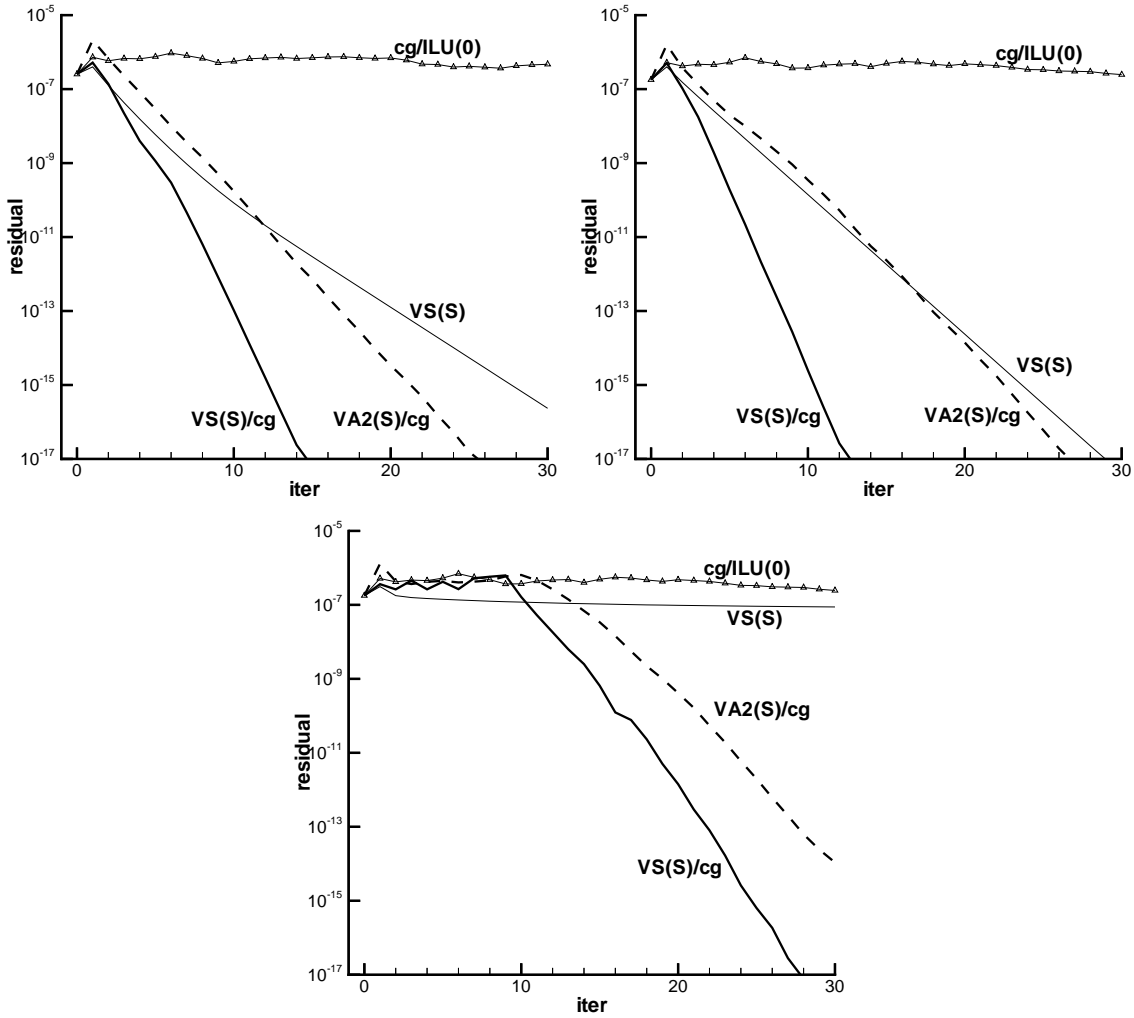 10^-5
10^-7
10^-9
10^-11
10^-13
10^-15
10^-17
residual
0
10
20
30
iter
cg/ILU(0)
VS(S)
VS(S)/cg
VA2(S)/cg
10^-5
10^-7
10^-9
10^-11
10^-13
10^-15
10^-17
residual
0
10
20
30
iter
cg/ILU(0)
VS(S)
VS(S)/cg
VA2(S)/cg
10^-5
10^-7
10^-9
10^-11
10^-13
10^-15
10^-17
residual
0
10
20
30
iter
cg/ILU(0)
VS(S)
VA2(S)/cg
VS(S)/cg